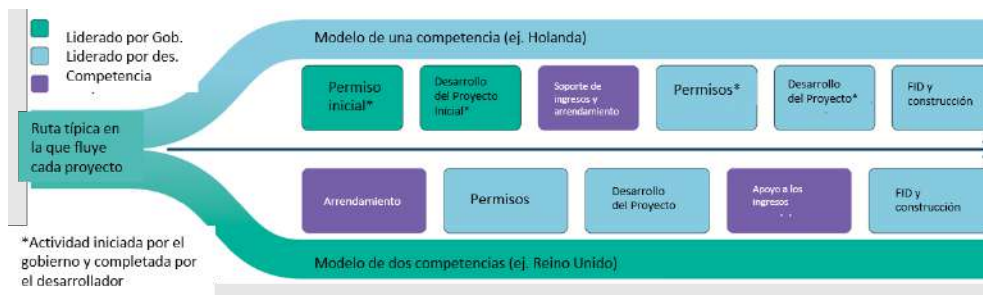 Liderado por Gob.
Liderado por des.
Competencia
Modelo de una competencia (ej. Holanda)
Permiso
inicial*
Desarrollo
del Proyecto
Inicial*
Soporte de
ingresos y
arrendamiento
Permisos*
Desarrollo
del Proyecto*
FID y
construcción
Ruta típica en
la que fluye
cada proyecto
Arrendamiento
Permisos
Desarrollo
del Proyecto
Apoyo a los
ingresos
FID y
construcción
*Actividad iniciada por el
gobierno y completada por
el desarrollador
Modelo de dos competencias (ej. Reino Unido)